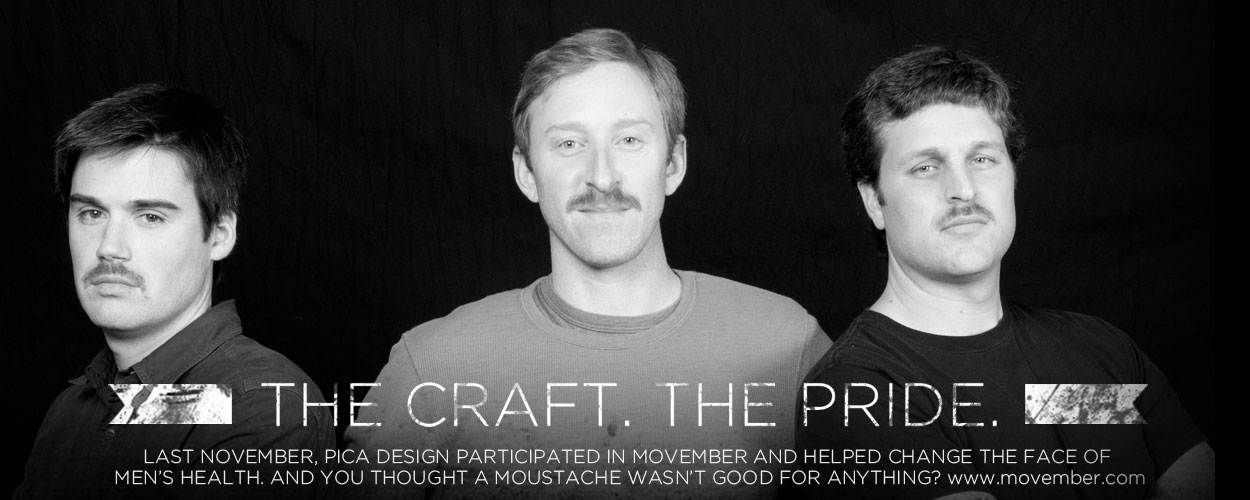 THE CRAFT. THE PRIDE.
LAST NOVEMBER, PICA DESIGN PARTICIPATED IN MOVEMBER AND HELPED CHANGE THE FACE OF
MEN'S HEALTH. AND YOU THOUGHT A MOUSTACHE WASN'T GOOD FOR ANYTHING? www.movember.com